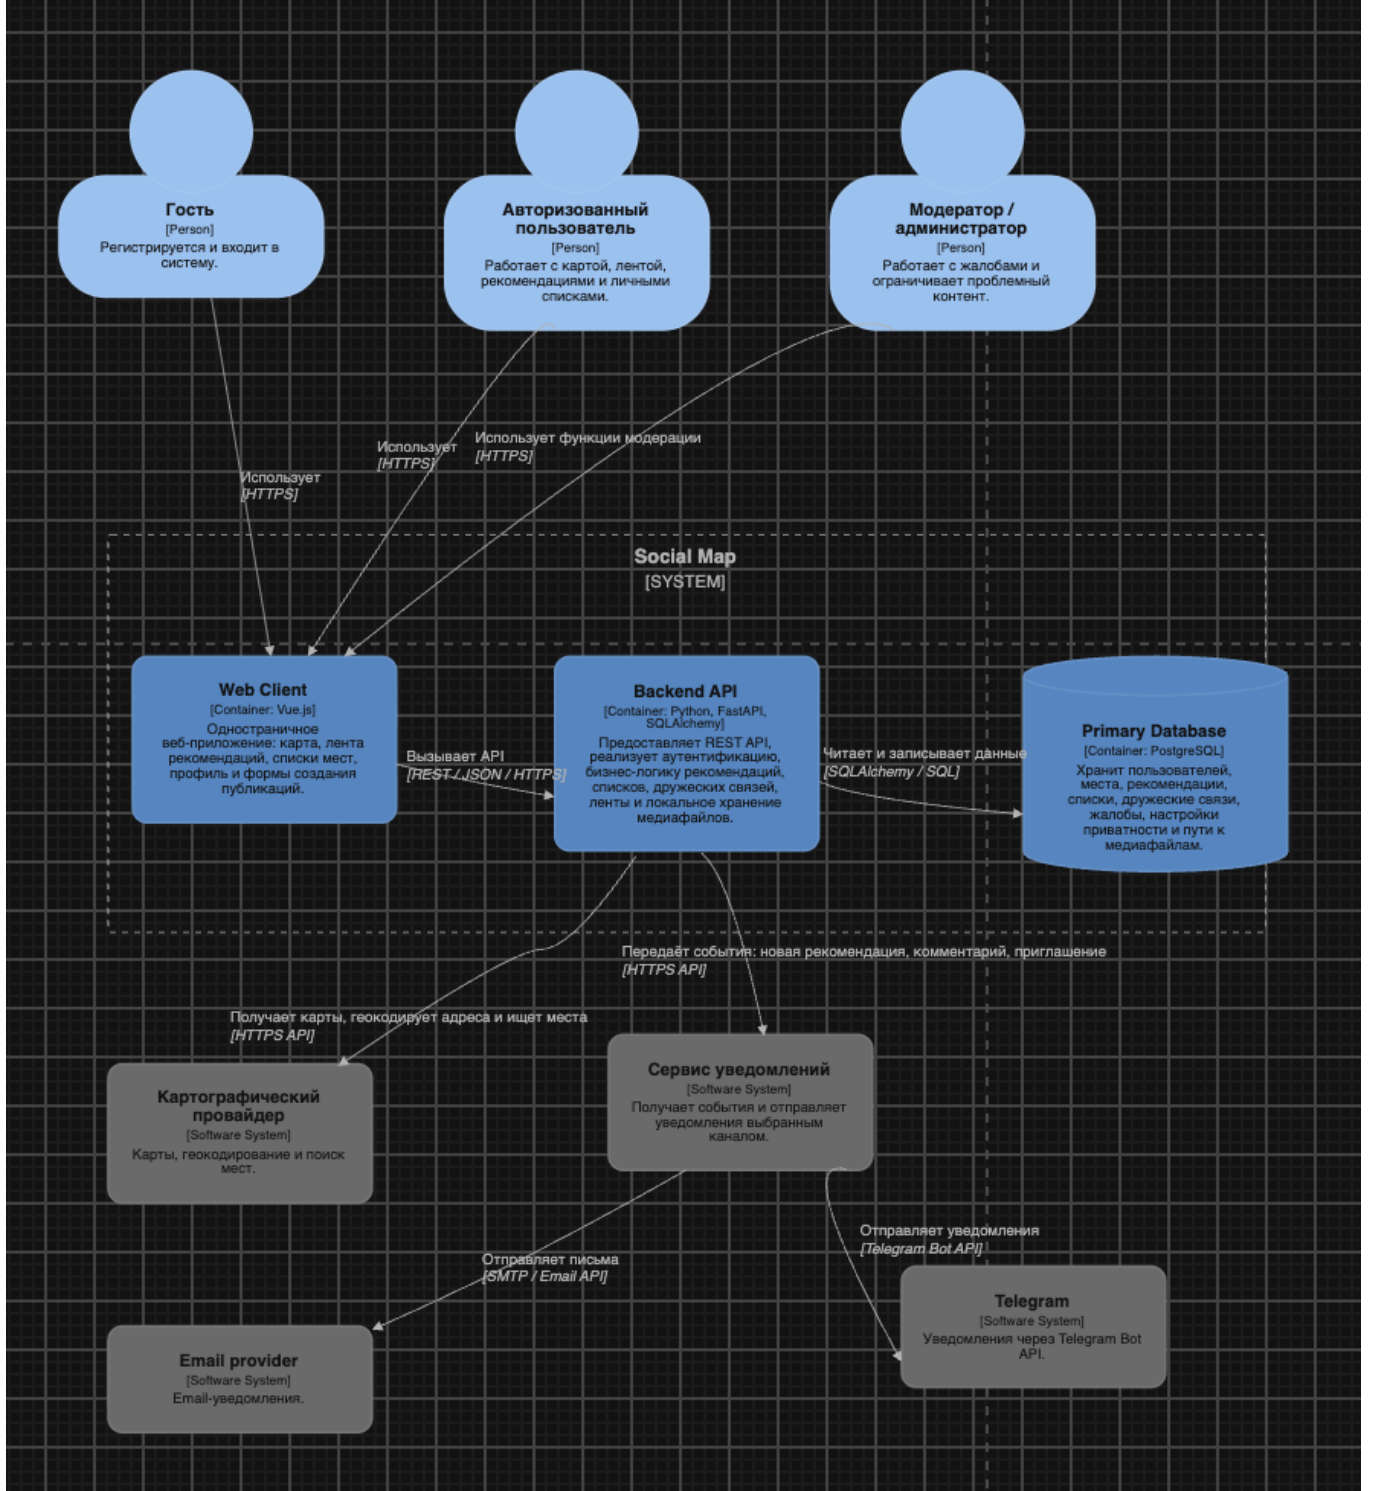 Гость
[Person]
Регистрируется и входит в
систему.
Авторизованный
пользователь
[Person]
Работает с картой, лентой,
рекомендациями и личными
списками.
Модератор /
администратор
[Person]
Работает с жалобами и
ограничивает проблемный
контент.
Использует
[HTTPS]
Использует
[HTTPS]
Использует функции модерации
[HTTPS]
Social Map
[SYSTEM]
Web Client
[Container: Vue.js]
Одностраничное
веб-приложение: карта, лента
рекомендаций, списки мест,
профиль и формы создания
публикаций.
Вызывает API
[REST / JSON / HTTPS]
Backend API
[Container: Python, FastAPI,
SQLAlchemy]
Предоставляет REST API,
реализует аутентификацию,
бизнес-логику рекомендаций,
списков, дружеских связей,
ленты и локальное хранение
медиафайлов.
Читает и записывает данные
[SQLAlchemy / SQL]
Primary Database
[Container: PostgreSQL]
Хранит пользователей,
места, рекомендации,
списки, дружеские связи,
жалобы, настройки
приватности и пути к
медиафайлам.
Передаёт события: новая рекомендация, комментарий, приглашение
[HTTPS API]
Получает карты, геокодирует адреса и ищет места
[HTTPS API]
Картографический
провайдер
[Software System]
Карты, геокодирование и поиск
мест.
Сервис уведомлений
[Software System]
Получает события и отправляет
уведомления выбранным
каналом.
Отправляет письма
[SMTP / Email API]
Отправляет уведомления
[Telegram Bot API]
Email provider
[Software System]
Email-уведомления.
Telegram
[Software System]
Уведомления через Telegram Bot
API.